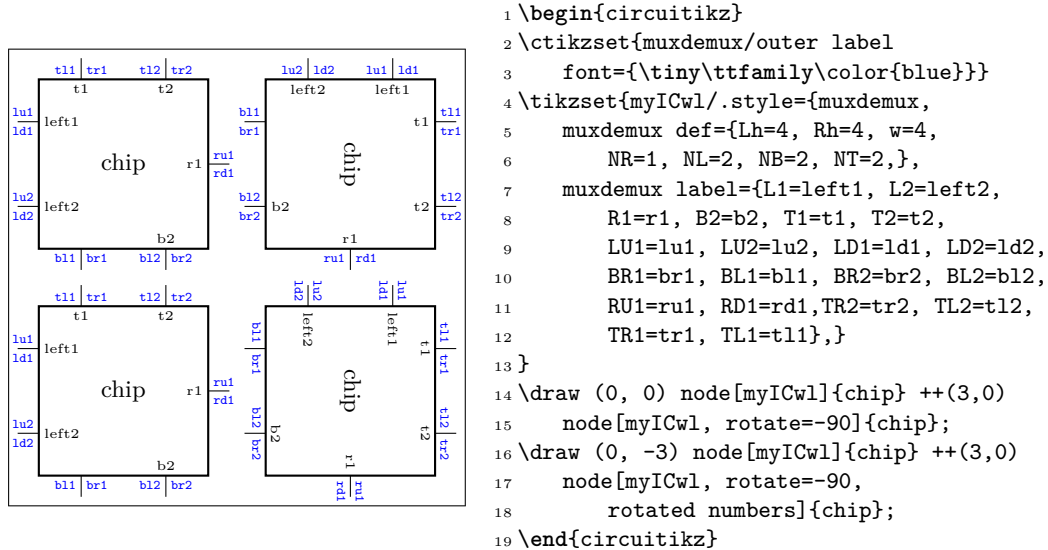 tl1 tr1 tl2 tr2
t1 t2
lu1
ld1
left1
chip
r1
ru1
rd1
lu2
ld2
left2
b2
bl1 br1 bl2 br2
lu2 ld2 lu1 ld1
left2 left1
bl1
br1
t1
tl1
tr1
chip
bl2
br2
b2
t2
tl2
tr2
r1
ru1 rd1
tl1 tr1 tl2 tr2
t1 t2
lu1
ld1
left1
chip
r1
ru1
rd1
lu2
ld2
left2
b2
bl1 br1 bl2 br2
ld2 lu2 ld1 lu1
left2 left1
bl1
br1
t1
tl1
tr1
chip
bl2
br2
b2
t2
tl2
tr2
r1
rd1 ru1
1 \begin{circuitikz}
2 \ctikzset{muxdemux/outer label
3     font={\tiny\ttfamily\color{blue}}}
4 \tikzset{myICwl/.style={muxdemux,
5     muxdemux def={Lh=4, Rh=4, w=4,
6         NR=1, NL=2, NB=2, NT=2,},
7     muxdemux label={L1=left1, L2=left2,
8         R1=r1, B2=b2, T1=t1, T2=t2,
9         LU1=lu1, LU2=lu2, LD1=ld1, LD2=ld2,
10         BR1=br1, BL1=bl1, BR2=br2, BL2=bl2,
11         RU1=ru1, RD1=rd1,TR2=tr2, TL2=tl2,
12         TR1=tr1, TL1=tl1},}
13 }
14 \draw (0, 0) node[myICwl]{chip} ++(3,0)
15     node[myICwl, rotate=-90]{chip};
16 \draw (0, -3) node[myICwl]{chip} ++(3,0)
17     node[myICwl, rotate=-90,
18         rotated numbers]{chip};
19 \end{circuitikz}